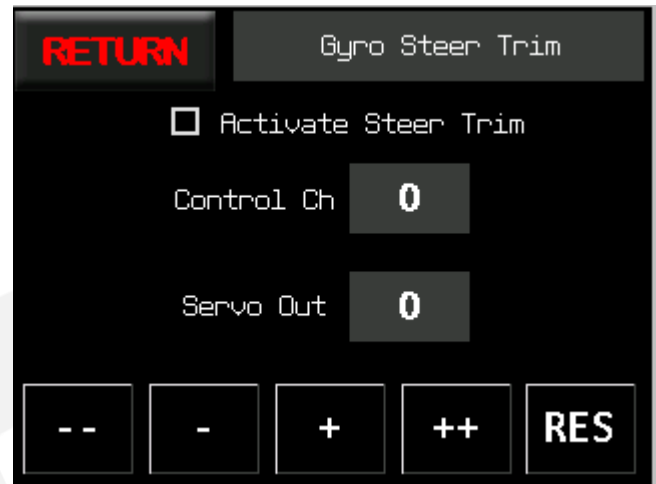 RETURN Gyro Steer Trim
Activate Steer Trim
Control Ch 0
Servo Out 0
-- - + ++ RES